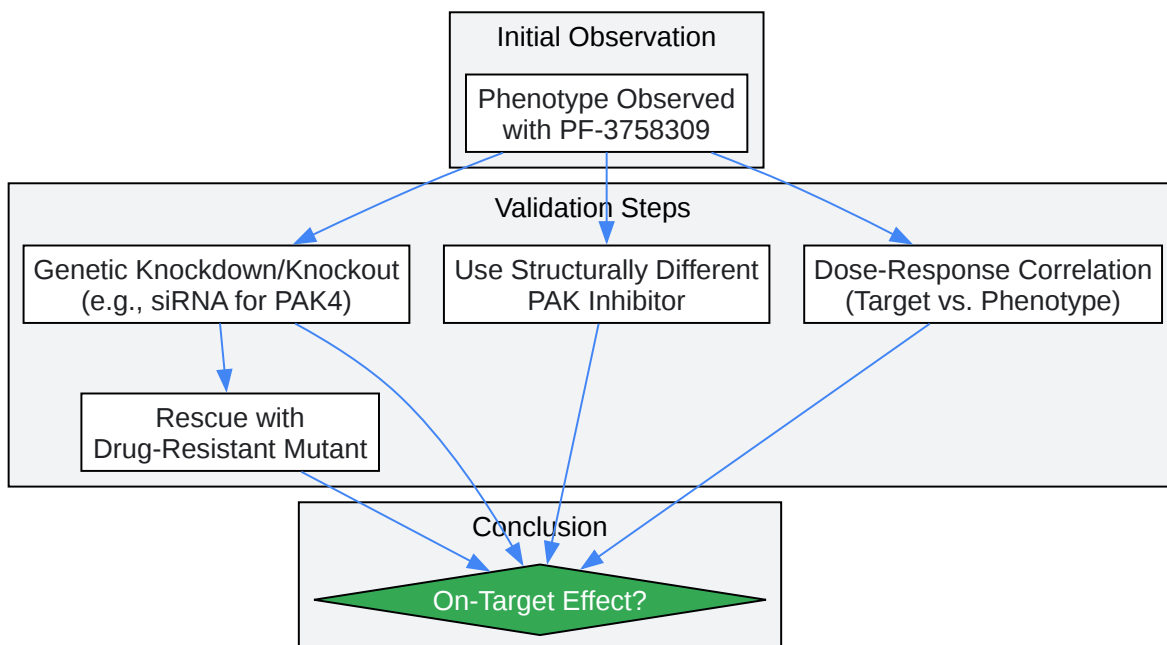 Initial Observation
Phenotype Observed
with PF-3758309
Validation Steps
Genetic Knockdown/Knockout
(e.g., siRNA for PAK4)
Use Structurally Different
PAK Inhibitor
Dose-Response Correlation
(Target vs. Phenotype)
Rescue with
Drug-Resistant Mutant
Conclusion
On-Target Effect?